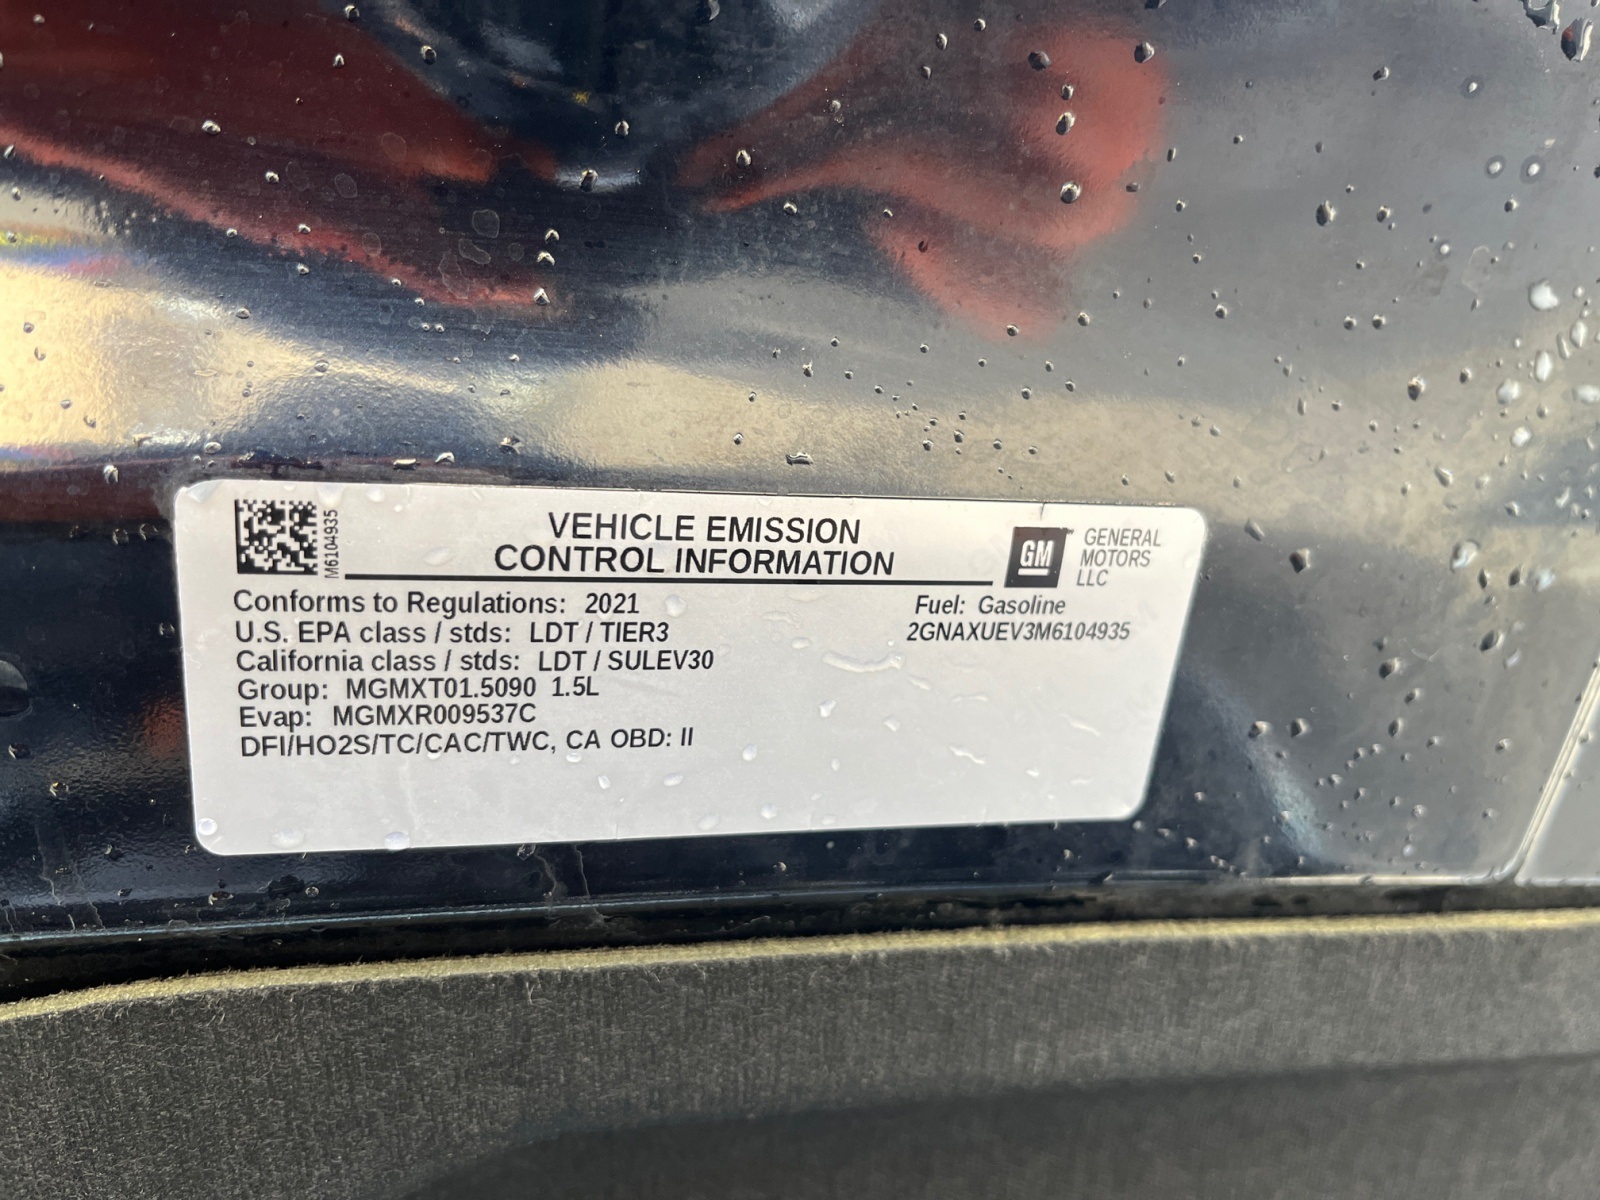 M6104935
VEHICLE EMISSION
CONTROL INFORMATION
GM
GENERAL
MOTORS
LLC
Conforms to Regulations: 2021
Fuel: Gasoline
U.S. EPA class / stds: LDT / TIER3
2GNAXUEV3M6104935
California class / stds: LDT / SULEV30
Group: MGMXT01.5090 1.5L
Evap: MGMXR009537C
DFI/HO2S/TC/CAC/TWC, CA OBD: II